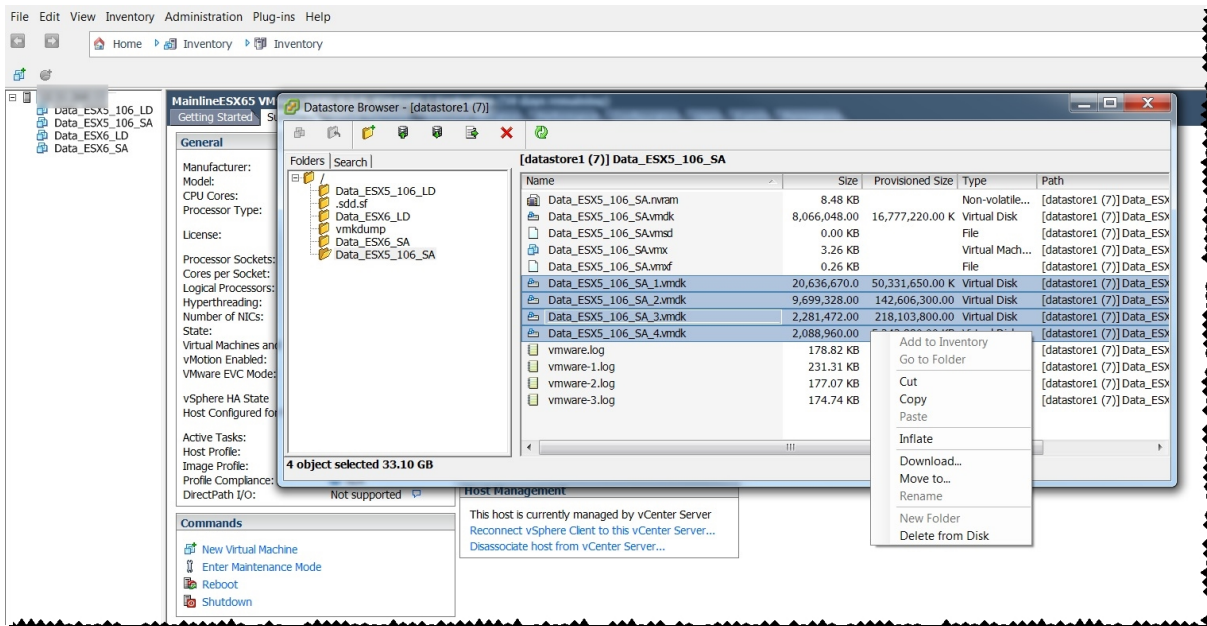 File Edit View Inventory Administration Plug-ins Help
Home Inventory Inventory
Data_ESX5_106_LD
Data_ESX5_106_SA
Data_ESX6_LD
Data_ESX6_SA
MainlineESX65 VM
Getting Started Su
General
Manufacturer:
Model:
CPU Cores:
Processor Type:
License:
Processor Sockets:
Cores per Socket:
Logical Processors:
Hyperthreading:
Number of NICs:
State:
Virtual Machines and
vMotion Enabled:
VMware EVC Mode:
vSphere HA State
Host Configured for
Active Tasks:
Host Profile:
Image Profile:
Profile Compliance:
DirectPath I/O: Not supported
Commands
New Virtual Machine
Enter Maintenance Mode
Reboot
Shutdown
Datastore Browser - [datastore1 (7)]
Folders Search
/
Data_ESX5_106_LD
.sdd.sf
Data_ESX6_LD
vmkdump
Data_ESX6_SA
Data_ESX5_106_SA
[datastore1 (7)] Data_ESX5_106_SA
Name Size Provisioned Size Type Path
Data_ESX5_106_SA.nvram 8.48 KB Non-volatile... [datastore1 (7)] Data_ESX
Data_ESX5_106_SA.vmdk 8,066,048.00 16,777,220.00 K Virtual Disk [datastore1 (7)] Data_ESX
Data_ESX5_106_SA.vmsd 0.00 KB File [datastore1 (7)] Data_ESX
Data_ESX5_106_SA.vmx 3.26 KB Virtual Mach... [datastore1 (7)] Data_ESX
Data_ESX5_106_SA.vmxf 0.26 KB File [datastore1 (7)] Data_ESX
Data_ESX5_106_SA_1.vmdk 20,636,670.0 50,331,650.00 K Virtual Disk [datastore1 (7)] Data_ESX
Data_ESX5_106_SA_2.vmdk 9,699,328.00 142,606,300.00 Virtual Disk [datastore1 (7)] Data_ESX
Data_ESX5_106_SA_3.vmdk 2,281,472.00 218,103,800.00 Virtual Disk [datastore1 (7)] Data_ESX
Data_ESX5_106_SA_4.vmdk 2,088,960.00 [datastore1 (7)] Data_ESX
vmware.log 178.82 KB [datastore1 (7)] Data_ESX
vmware-1.log 231.31 KB [datastore1 (7)] Data_ESX
vmware-2.log 177.07 KB [datastore1 (7)] Data_ESX
vmware-3.log 174.74 KB [datastore1 (7)] Data_ESX
4 object selected 33.10 GB
Add to Inventory
Go to Folder
Cut
Copy
Paste
Inflate
Download...
Move to...
Rename
New Folder
Delete from Disk
Host Management
This host is currently managed by vCenter Server
Reconnect vSphere Client to this vCenter Server...
Disassociate host from vCenter Server...